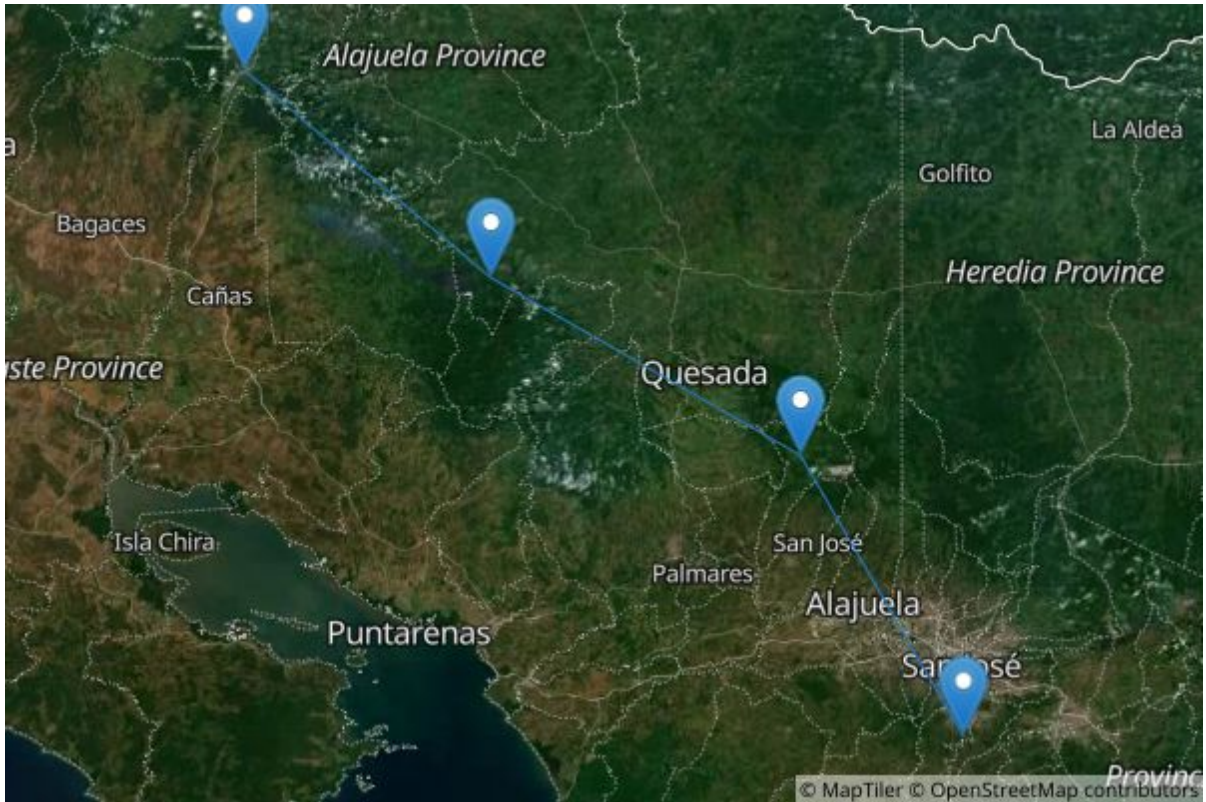 Alajuela Province
La Aldea
a
Golfito
Bagaces
Heredia Province
Cañas
ste Province
Quesada
Isla Chira
San José
Palmares
Alajuela
Puntarenas
San José
Provinc
© MapTiler © OpenStreetMap contributors